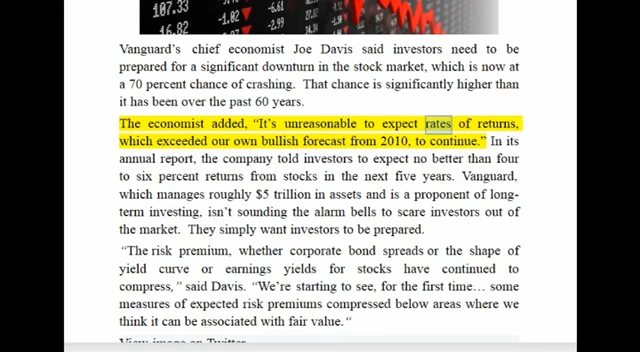 107.33
-1.02
-6.61
16.82
-4.91
Vanguard's chief economist Joe Davis said investors need to be
prepared for a significant downturn in the stock market, which is now at
a 70 percent chance of crashing. That chance is significantly higher than
it has been over the past 60 years.
The economist added, "It's unreasonable to expect rates of returns,
which exceeded our own bullish forecast from 2010, to continue." In its
annual report, the company told investors to expect no better than four
to six percent returns from stocks in the next five years. Vanguard,
which manages roughly $5 trillion in assets and is a proponent of long-
term investing, isn't sounding the alarm bells to scare investors out of
the market. They simply want investors to be prepared.
"The risk premium, whether corporate bond spreads or the shape of
yield curve or earnings yields for stocks have continued to
compress," said Davis. "We're starting to see, for the first time… some
measures of expected risk premiums compressed below areas where we
think it can be associated with fair value."
View image on Twitter